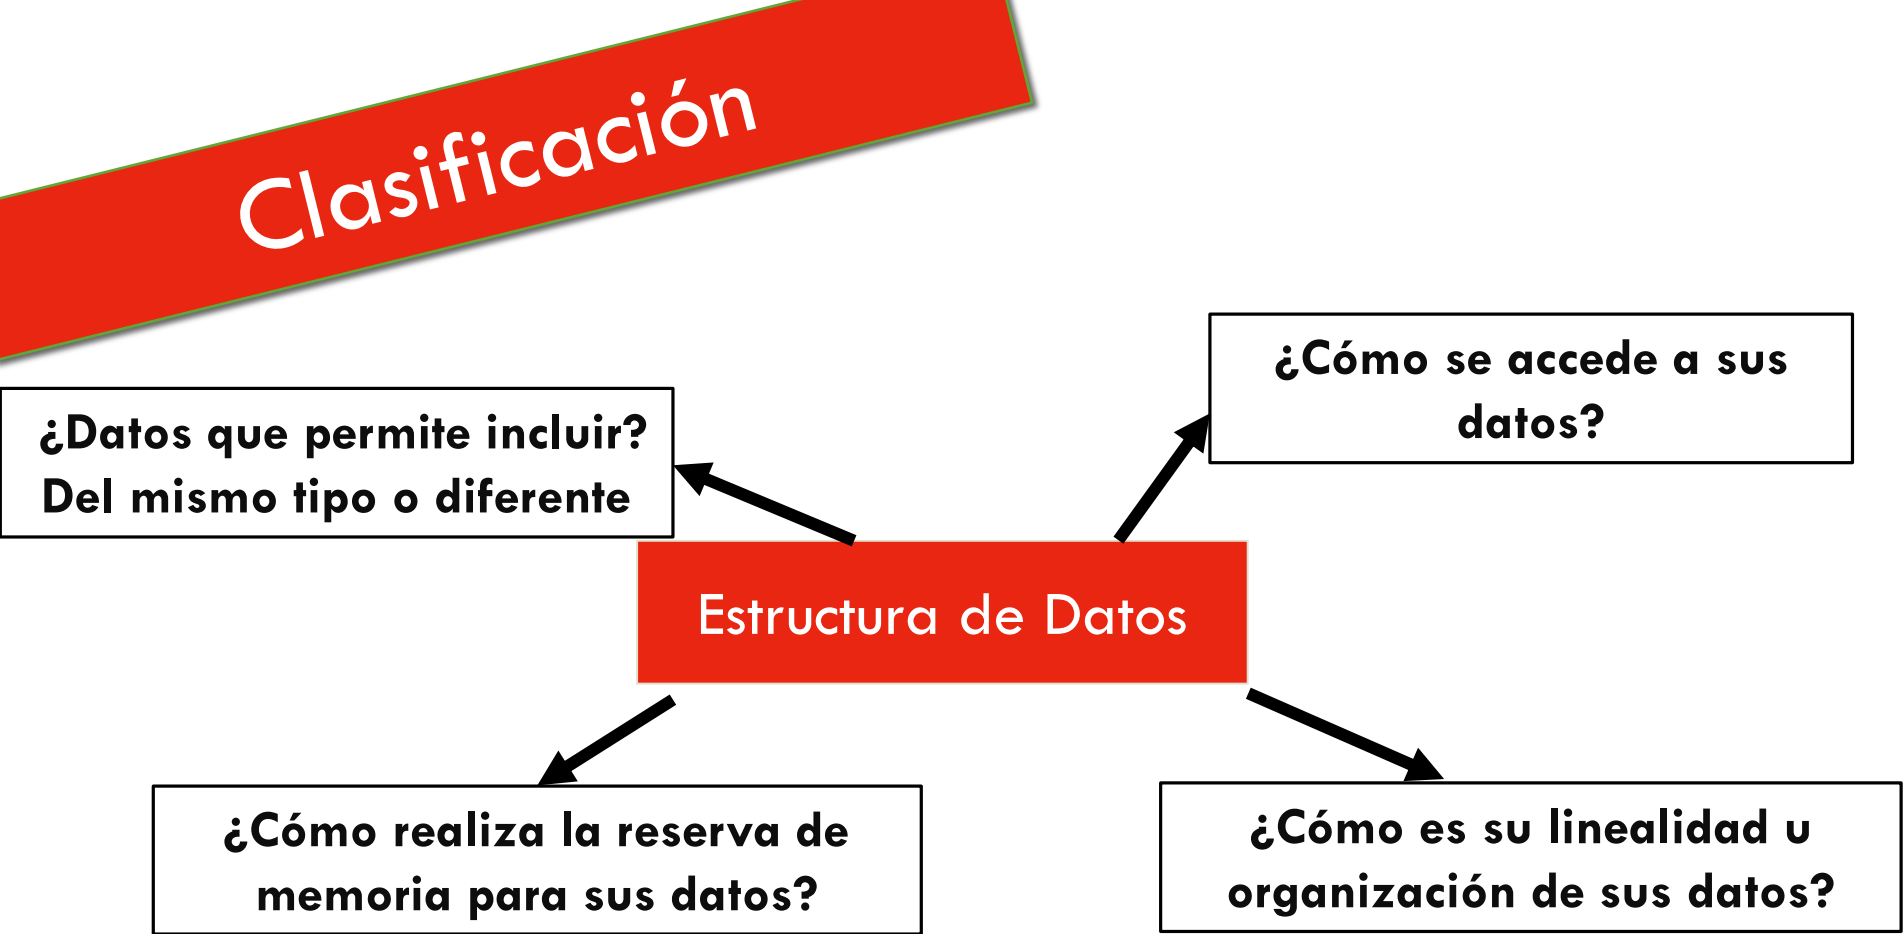 Clasificación
¿Cómo se accede a sus
datos?
¿Datos que permite incluir?
Del mismo tipo o diferente
Estructura de Datos
¿Cómo realiza la reserva de
memoria para sus datos?
¿Cómo es su linealidad u
organización de sus datos?